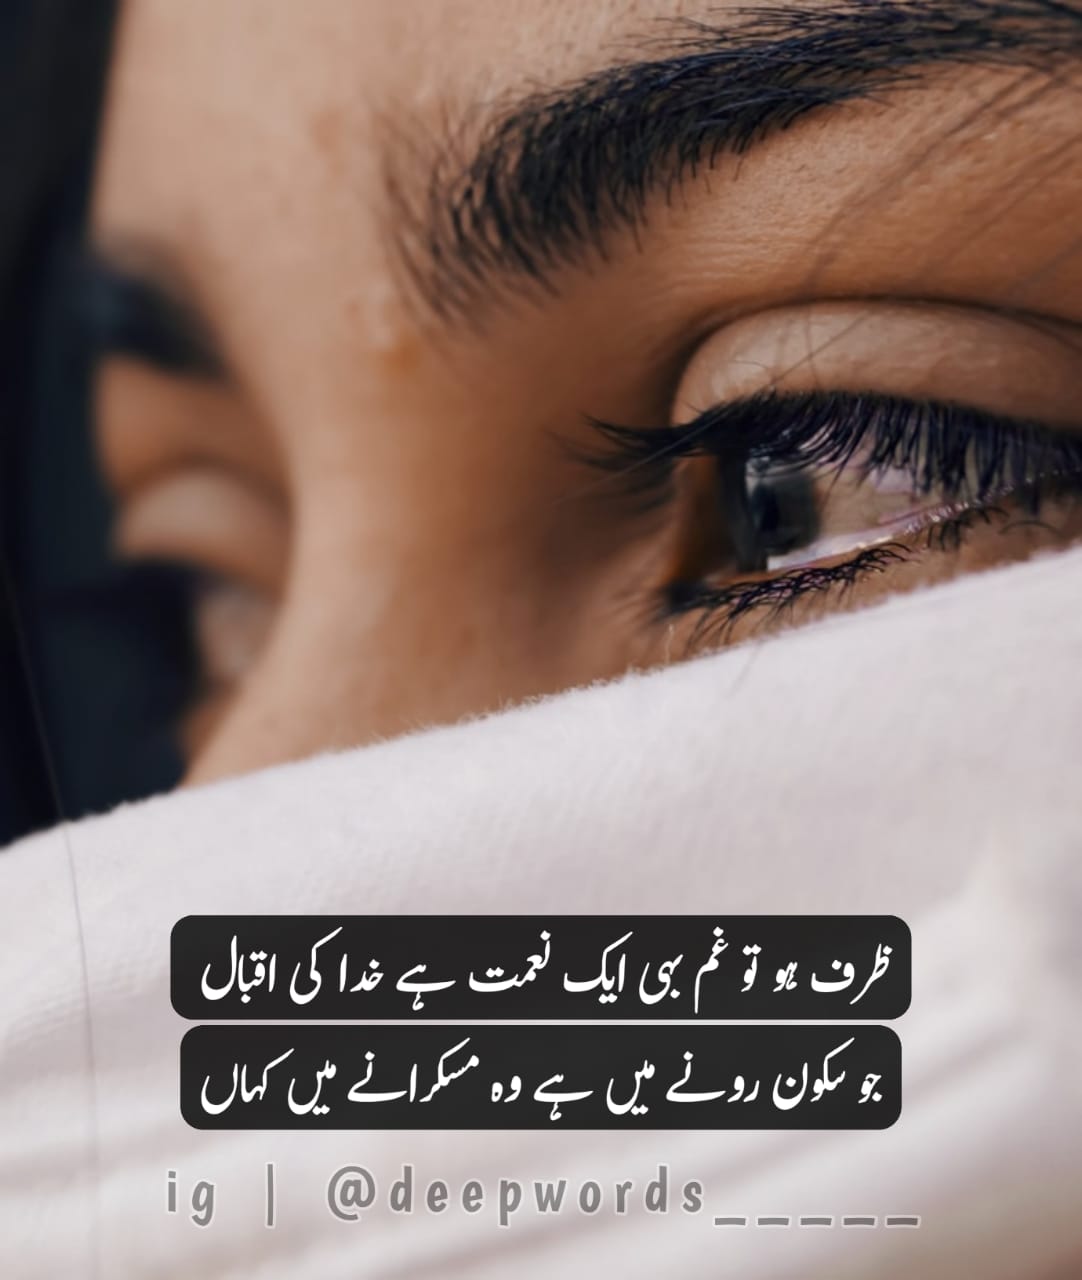 ظرف ہو تو غم بہی ایک نعمت ہے خدا کی اقبال
جو سکون رونے میں ہے وہ مسکرانے میں کہاں
ig | @deepwords_____